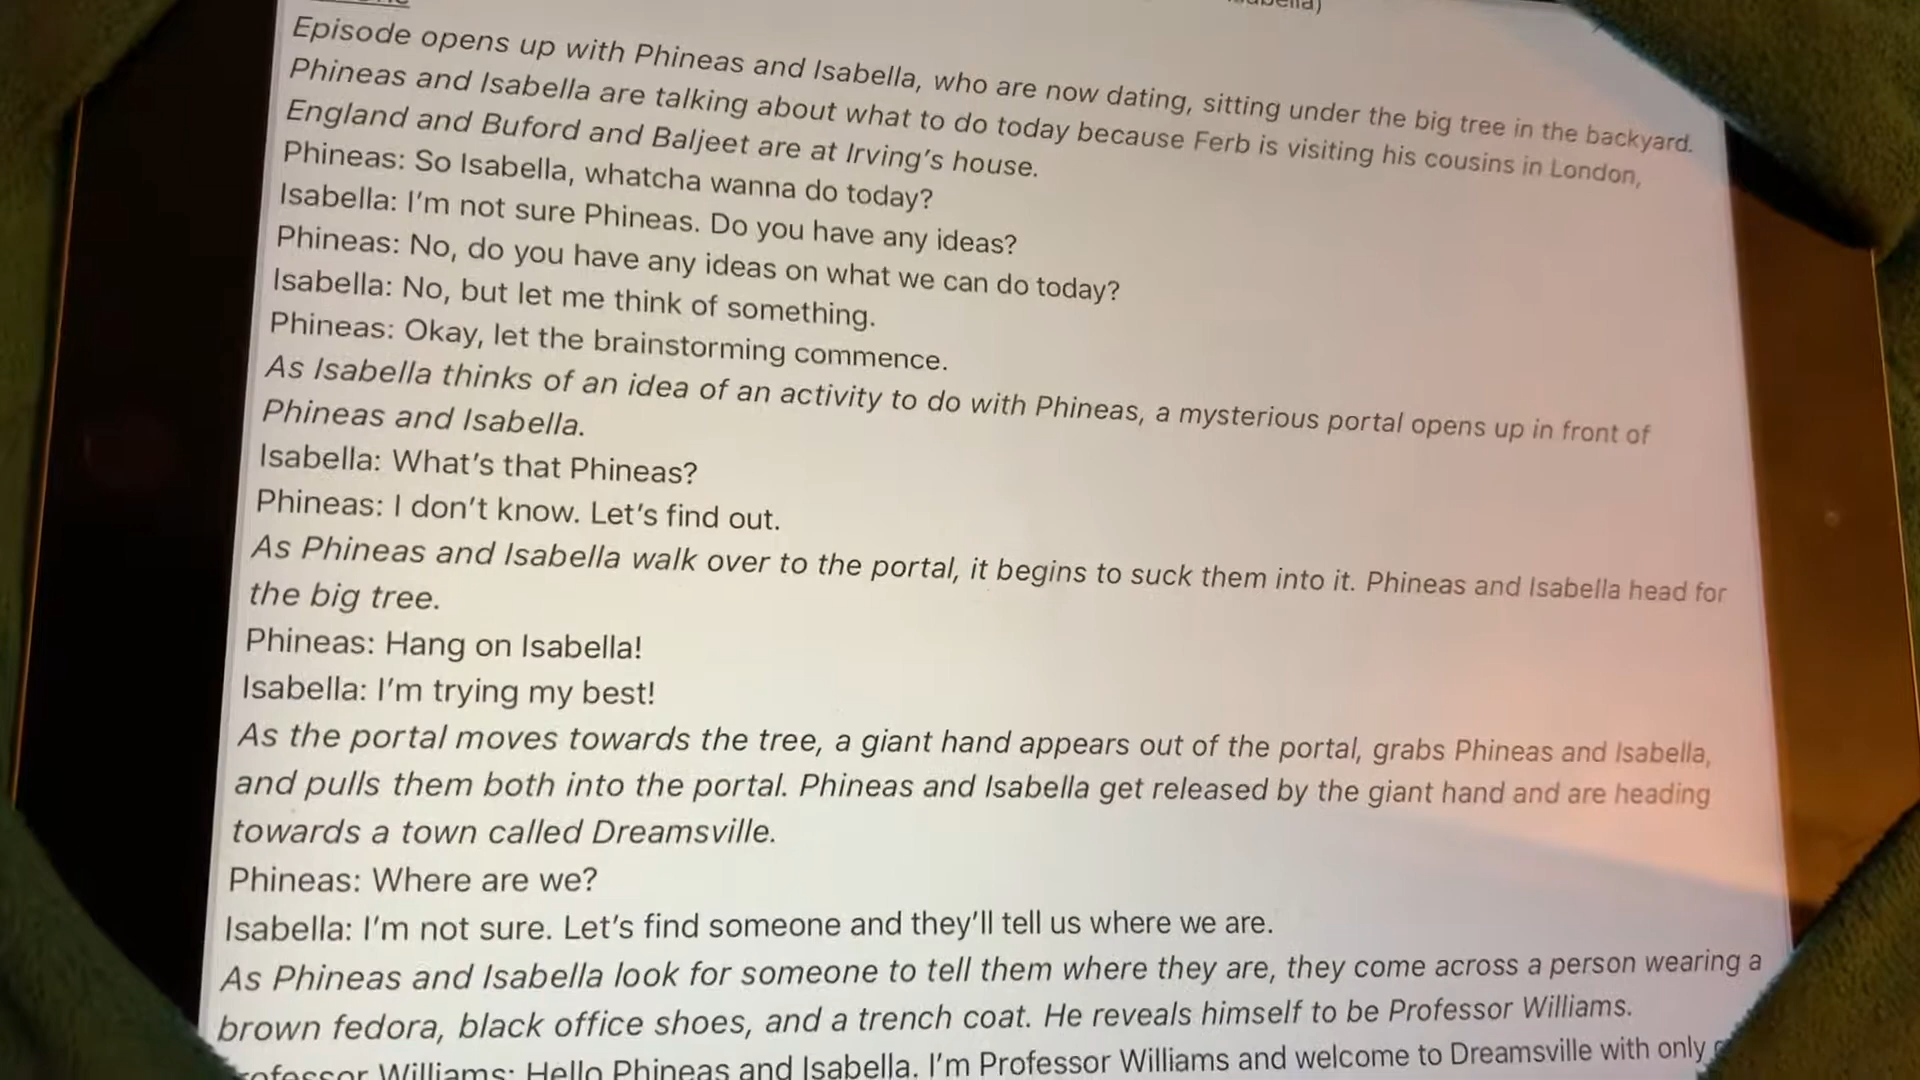 Episode opens up with Phineas and Isabella, who are now dating, sitting under the big tree in the backyard.
Phineas and Isabella are talking about what to do today because Ferb is visiting his cousins in London,
England and Buford and Baljeet are at Irving’s house.
Phineas: So Isabella, whatcha wanna do today?
Isabella: I’m not sure Phineas. Do you have any ideas?
Phineas: No, do you have any ideas on what we can do today?
Isabella: No, but let me think of something.
Phineas: Okay, let the brainstorming commence.
As Isabella thinks of an idea of an activity to do with Phineas, a mysterious portal opens up in front of
Phineas and Isabella.
Isabella: What’s that Phineas?
Phineas: I don’t know. Let’s find out.
As Phineas and Isabella walk over to the portal, it begins to suck them into it. Phineas and Isabella head for
the big tree.
Phineas: Hang on Isabella!
Isabella: I’m trying my best!
As the portal moves towards the tree, a giant hand appears out of the portal, grabs Phineas and Isabella,
and pulls them both into the portal. Phineas and Isabella get released by the giant hand and are heading
towards a town called Dreamsville.
Phineas: Where are we?
Isabella: I’m not sure. Let’s find someone and they’ll tell us where we are.
As Phineas and Isabella look for someone to tell them where they are, they come across a person wearing a
brown fedora, black office shoes, and a trench coat. He reveals himself to be Professor Williams.
Williams: Hello Phineas and Isabella. I’m Professor Williams and welcome to Dreamsville with only